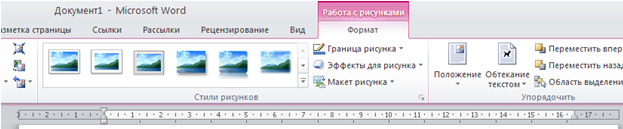 Документ1 - Microsoft Word
Работа с рисунками
зметка страницы Ссылки Рассылки Рецензирование Вид Формат
Граница рисунка
Эффекты для рисунка
Макет рисунка
Стили рисунков
Положение
Обтекание текстом
Переместить впер
Переместить назад
Область выделени
Упорядочить
3 2 1 1 2 3 4 5 6 7 8 9 10 11 12 13 14 15 16 17